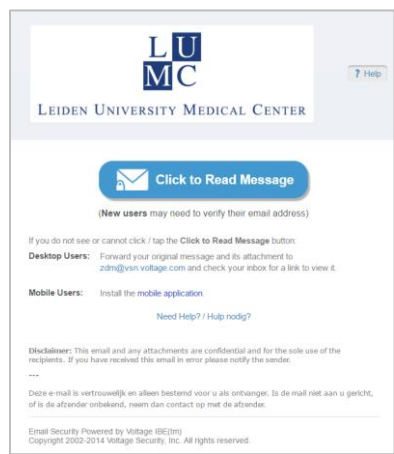 L U
M C
LEIDEN UNIVERSITY MEDICAL CENTER
? Help
Click to Read Message
(New users may need to verify their email address)
If you do not see or cannot click / tap the Click to Read Message button:
Desktop Users: Forward your original message and its attachment to
zdm@vsn.voltage.com and check your inbox for a link to view it.
Mobile Users: Install the mobile application.
Need Help? / Hulp nodig?
Disclaimer: This email and any attachments are confidential and for the sole use of the
recipients. If you have received this email in error please notify the sender.
---
Deze e-mail is vertrouwelijk en alleen bestemd voor u als ontvanger. Is de mail niet aan u gericht,
of is de afzender onbekend, neem dan contact op met de afzender.
Email Security Powered by Voltage IBE(tm)
Copyright 2002-2014 Voltage Security, Inc. All rights reserved.